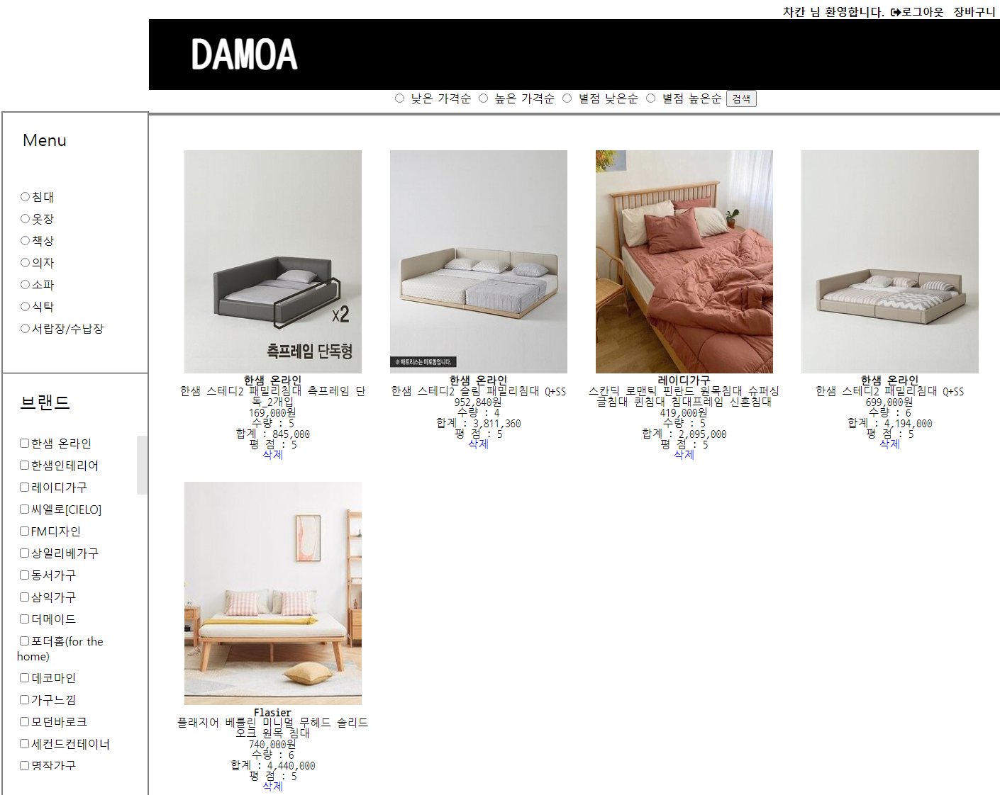 차칸 님 환영합니다. 로그아웃 장바구니
DAMOA
낮은 가격순 높은 가격순 별점 낮은순 별점 높은순 검색
Menu
침대
옷장
책상
의자
소파
식탁
서랍장/수납장
브랜드
한샘 온라인
한샘인테리어
레이디가구
씨엘로[CIELO]
FM디자인
상일리베가구
동서가구
삼익가구
더메이드
포더홈(for the
home)
데코마인
가구느낌
모던바로크
세컨드컨테이너
명작가구
x2
측프레임 단독형
한샘 온라인
한샘 스테디2 패밀리침대 측프레임 단
독_2개입
169,000원
수량 : 5
합계 : 845,000
평 점 : 5
삭제
※ 매트리스는 미포함입니다.
한샘 온라인
한샘 스테디2 슬림 패밀리침대 Q+SS
952,840원
수량 : 4
합계 : 3,811,360
평 점 : 5
삭제
레이디가구
스칸딕 로맨틱 핀란드 원목침대 슈퍼싱
글침대 퀸침대 침대프레임 신혼침대
419,000원
수량 : 5
합계 : 2,095,000
평 점 : 5
삭제
한샘 온라인
한샘 스테디2 패밀리침대 Q+SS
699,000원
수량 : 6
합계 : 4,194,000
평 점 : 5
삭제
Flasier
플래지어 베를린 미니멀 무헤드 솔리드
오크 원목 침대
740,000원
수량 : 6
합계 : 4,440,000
평 점 : 5
삭제